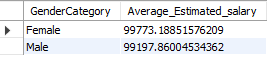 GenderCategory Average_Estimated_salary
Female 99773.18851576209
Male 99197.86004534362